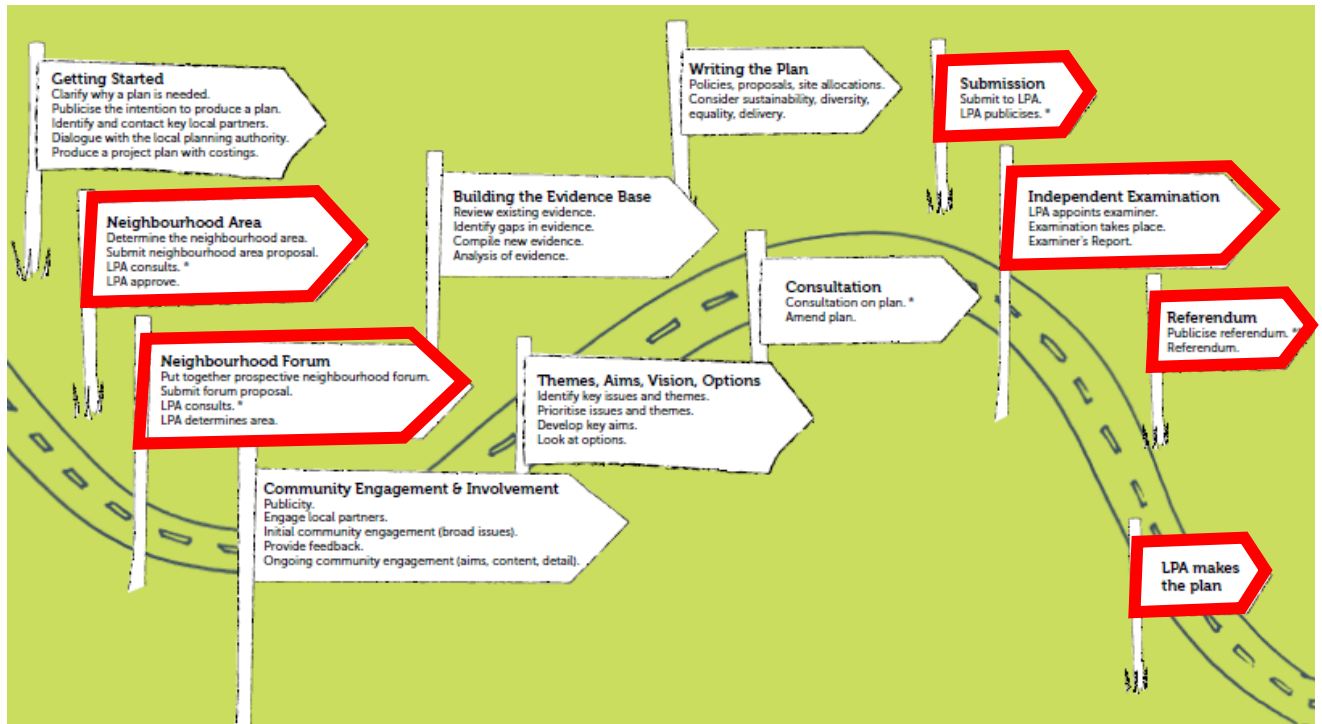 Getting Started
Clarify why a plan is needed.
Publicise the intention to produce a plan.
Identify and contact key local partners.
Dialogue with the local planning authority.
Produce a project plan with costings.
Neighbourhood Area
Determine the neighbourhood area.
Submit neighbourhood area proposal.
LPA consults. *
LPA approve.
Neighbourhood Forum
Put together prospective neighbourhood forum.
Submit forum proposal.
LPA consults. *
LPA determines area.
Community Engagement & Involvement
Publicity.
Engage local partners.
Initial community engagement (broad issues).
Provide feedback.
Ongoing community engagement (aims, content, detail).
Building the Evidence Base
Review existing evidence.
Identify gaps in evidence.
Compile new evidence.
Analysis of evidence.
Themes, Aims, Vision, Options
Identify key issues and themes.
Prioritise issues and themes.
Develop key aims.
Look at options.
Writing the Plan
Policies, proposals, site allocations.
Consider sustainability, diversity,
equality, delivery.
Consultation
Consultation on plan. *
Amend plan.
Submission
Submit to LPA.
LPA publicises. *
Independent Examination
LPA appoints examiner.
Examination takes place.
Examiner's Report.
Referendum
Publicise referendum. *
Referendum.
LPA makes
the plan